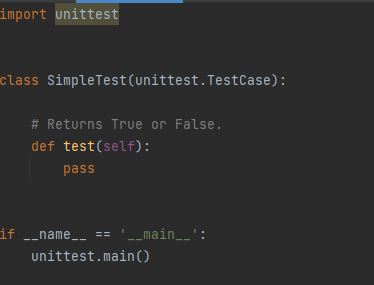 import unittest
class SimpleTest(unittest.TestCase):
# Returns True or False.
def test(self):
pass
if __name__ == '__main__':
unittest.main()